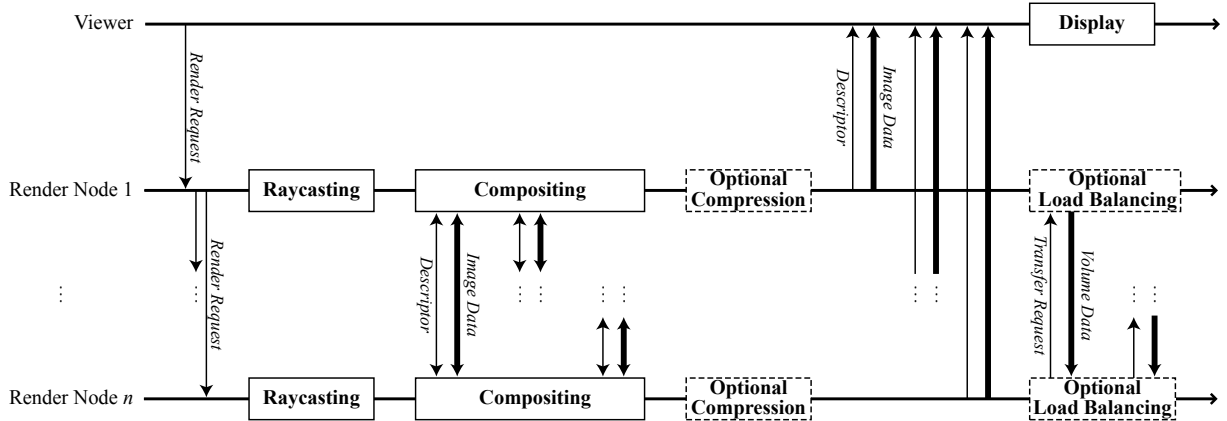 Viewer
Display
Render Request
Descriptor
Image Data
Render Node 1
Raycasting
Compositing
Optional
Compression
Optional
Load Balancing
Render Request
Descriptor
Image Data
Transfer Request
Volume Data
...
...
...
...
...
...
...
...
...
...
...
Render Node n
Raycasting
Compositing
Optional
Compression
Optional
Load Balancing